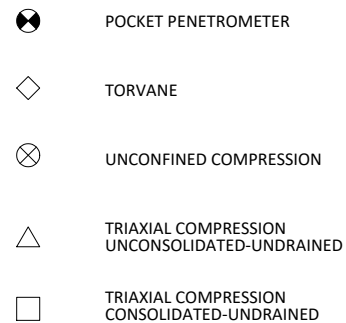 POCKET PENETROMETER
TORVANE
UNCONFINED COMPRESSION
TRIAXIAL COMPRESSION
UNCONSOLIDATED-UNDRAINED
TRIAXIAL COMPRESSION
CONSOLIDATED-UNDRAINED